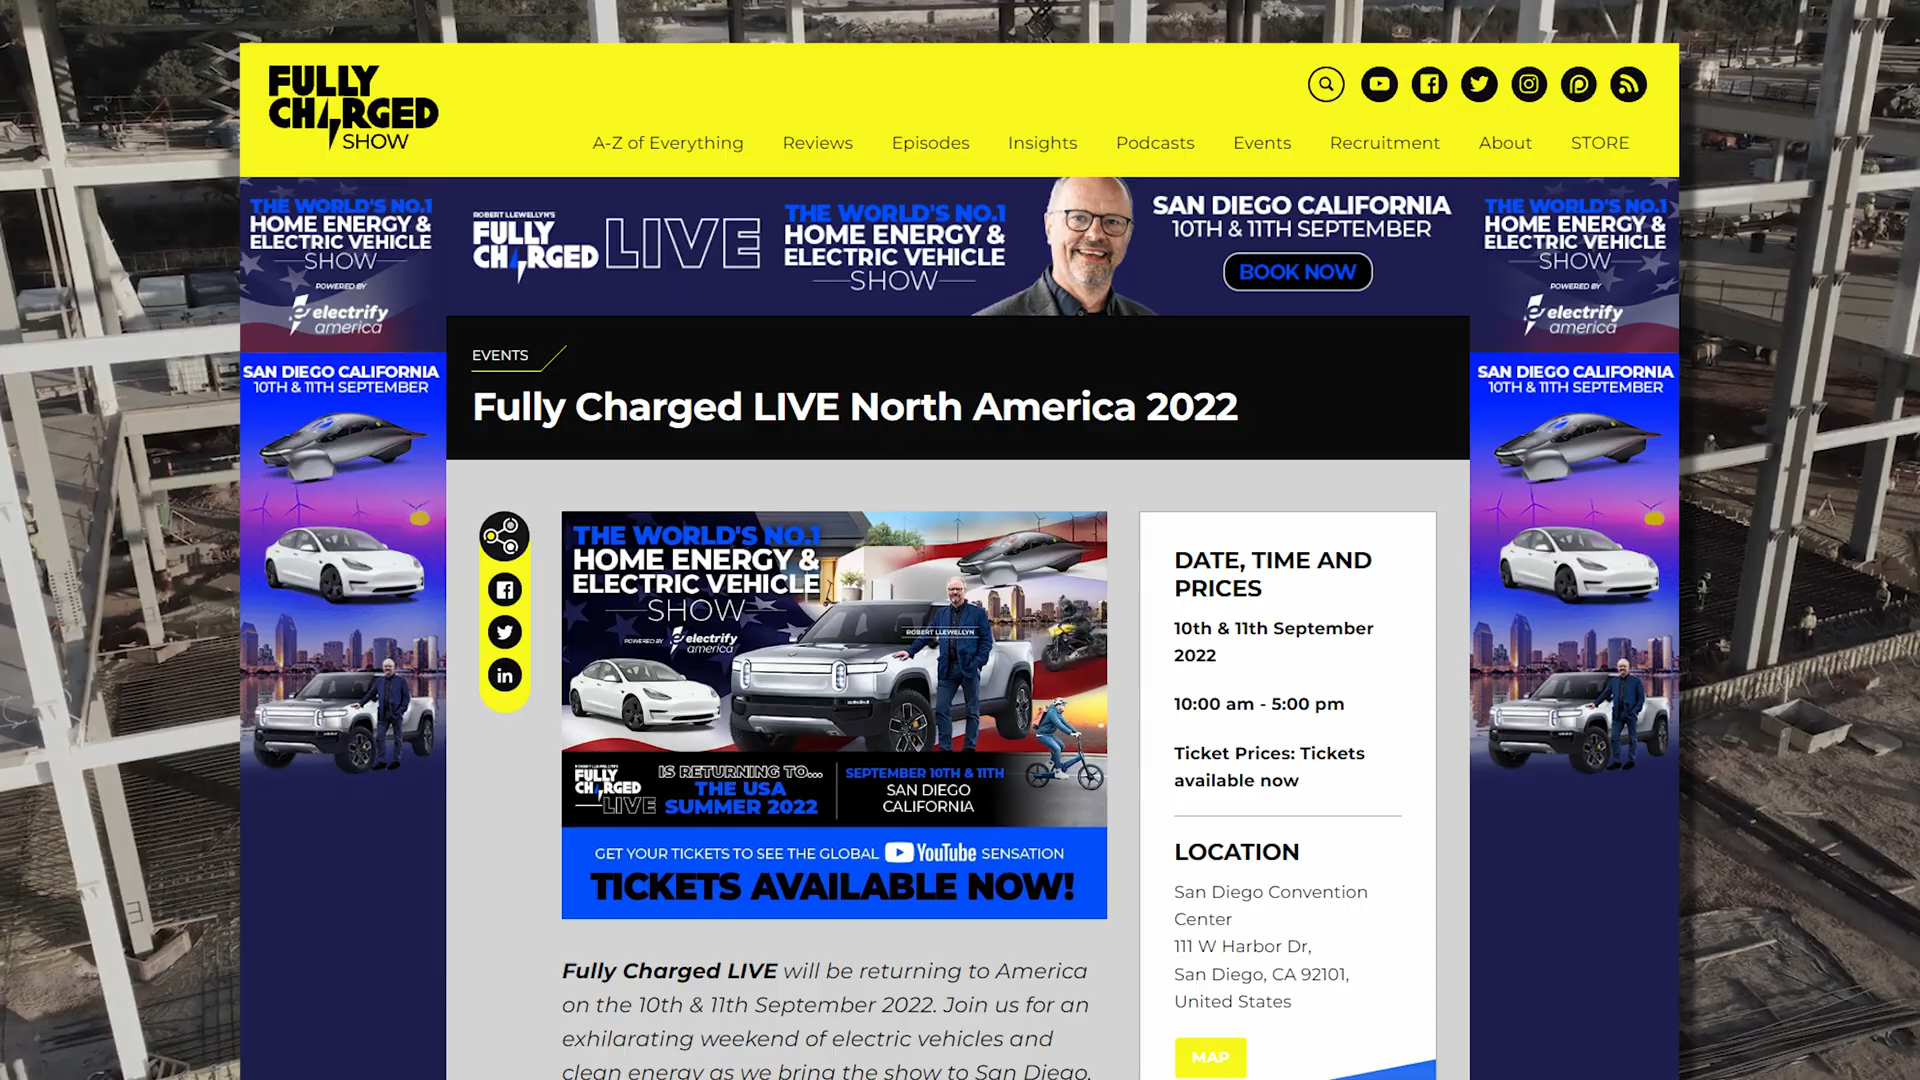 FULLY
CHARGED
SHOW
A-Z of Everything
Reviews
Episodes
Insights
Podcasts
Events
Recruitment
About
STORE
THE WORLD'S NO.1
HOME ENERGY &
ELECTRIC VEHICLE
SHOW
POWERED BY
electrify
america
SAN DIEGO CALIFORNIA
10TH & 11TH SEPTEMBER
ROBERT LLEWELLYN'S
FULLY
CHARGED
LIVE
THE WORLD'S NO.1
HOME ENERGY &
ELECTRIC VEHICLE
SHOW
SAN DIEGO CALIFORNIA
10TH & 11TH SEPTEMBER
BOOK NOW
THE WORLD'S NO.1
HOME ENERGY &
ELECTRIC VEHICLE
SHOW
POWERED BY
electrify
america
SAN DIEGO CALIFORNIA
10TH & 11TH SEPTEMBER
EVENTS
Fully Charged LIVE North America 2022
THE WORLD'S NO.1
HOME ENERGY &
ELECTRIC VEHICLE
SHOW
POWERED BY
electrify
america
ROBERT LLEWELLYN
ROBERT LLEWELLYN'S
FULLY
CHARGED
LIVE
IS RETURNING TO...
THE USA
SUMMER 2022
SEPTEMBER 10TH & 11TH
SAN DIEGO
CALIFORNIA
GET YOUR TICKETS TO SEE THE GLOBAL YouTube SENSATION
TICKETS AVAILABLE NOW!
Fully Charged LIVE will be returning to America
on the 10th & 11th September 2022. Join us for an
exhilarating weekend of electric vehicles and
clean energy as we bring the show to San Diego,
DATE, TIME AND
PRICES
10th & 11th September
2022
10:00 am - 5:00 pm
Ticket Prices: Tickets
available now
LOCATION
San Diego Convention
Center
111 W Harbor Dr,
San Diego, CA 92101,
United States
MAP